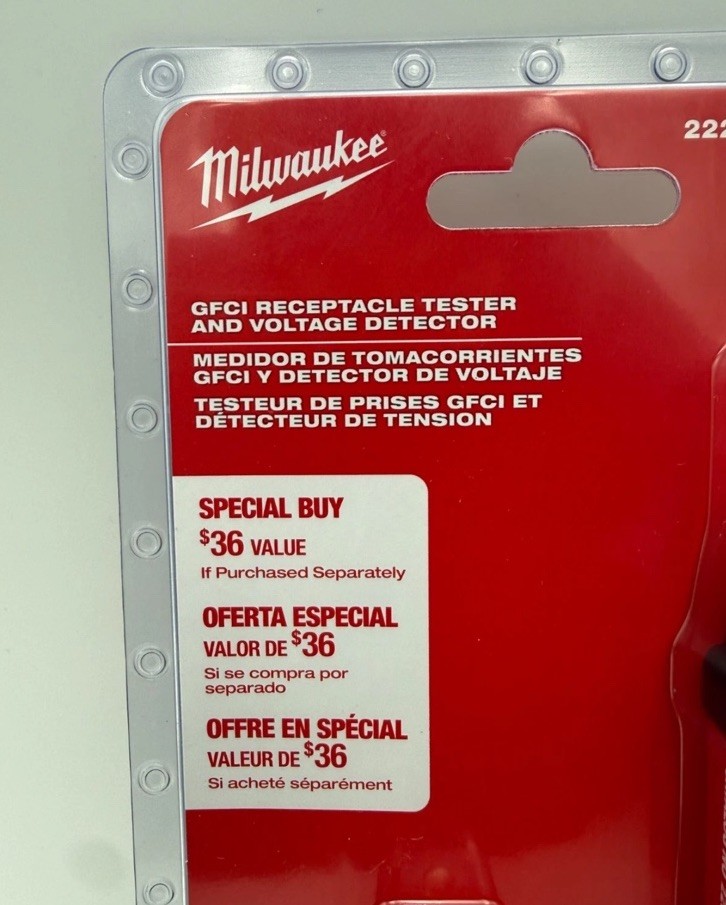 Milwaukee®
222
GFCI RECEPTACLE TESTER
AND VOLTAGE DETECTOR
MEDIDOR DE TOMACORRIENTES
GFCI Y DETECTOR DE VOLTAJE
TESTEUR DE PRISES GFCI ET
DÉTECTEUR DE TENSION
SPECIAL BUY
$36 VALUE
If Purchased Separately
OFERTA ESPECIAL
VALOR DE $36
Si se compra por
separado
OFFRE EN SPÉCIAL
VALEUR DE $36
Si acheté séparément